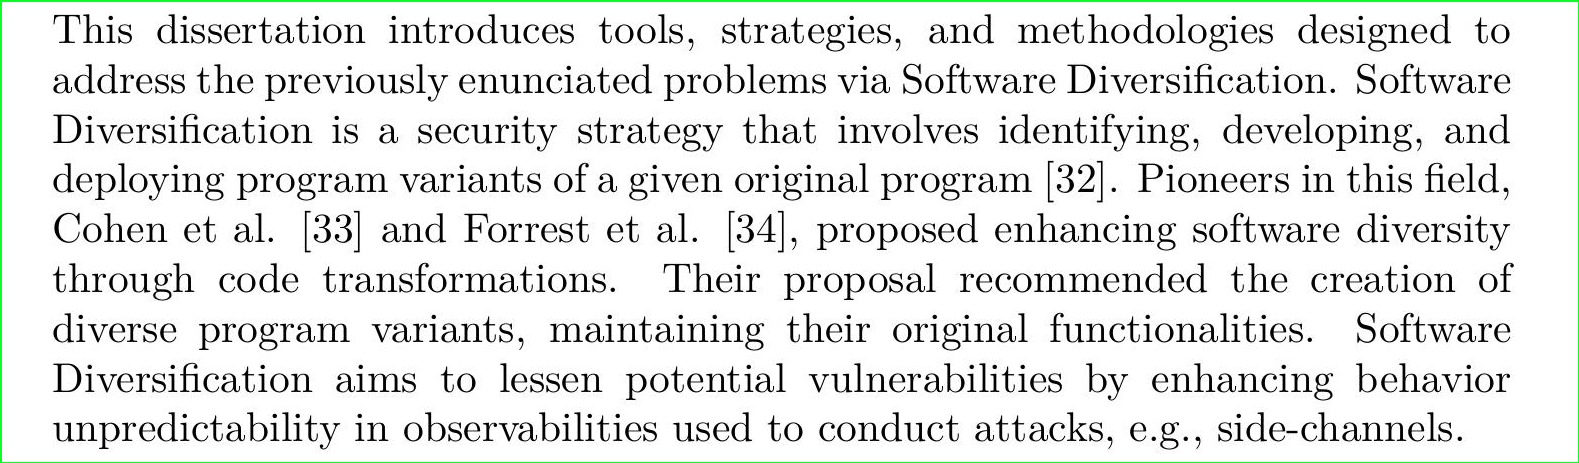 This dissertation introduces tools, strategies, and methodologies designed to
address the previously enunciated problems via Software Diversification. Software
Diversification is a security strategy that involves identifying, developing, and
deploying program variants of a given original program [32]. Pioneers in this field,
Cohen et al. [33] and Forrest et al. [34], proposed enhancing software diversity
through code transformations. Their proposal recommended the creation of
diverse program variants, maintaining their original functionalities. Software
Diversification aims to lessen potential vulnerabilities by enhancing behavior
unpredictability in observabilities used to conduct attacks, e.g., side-channels.